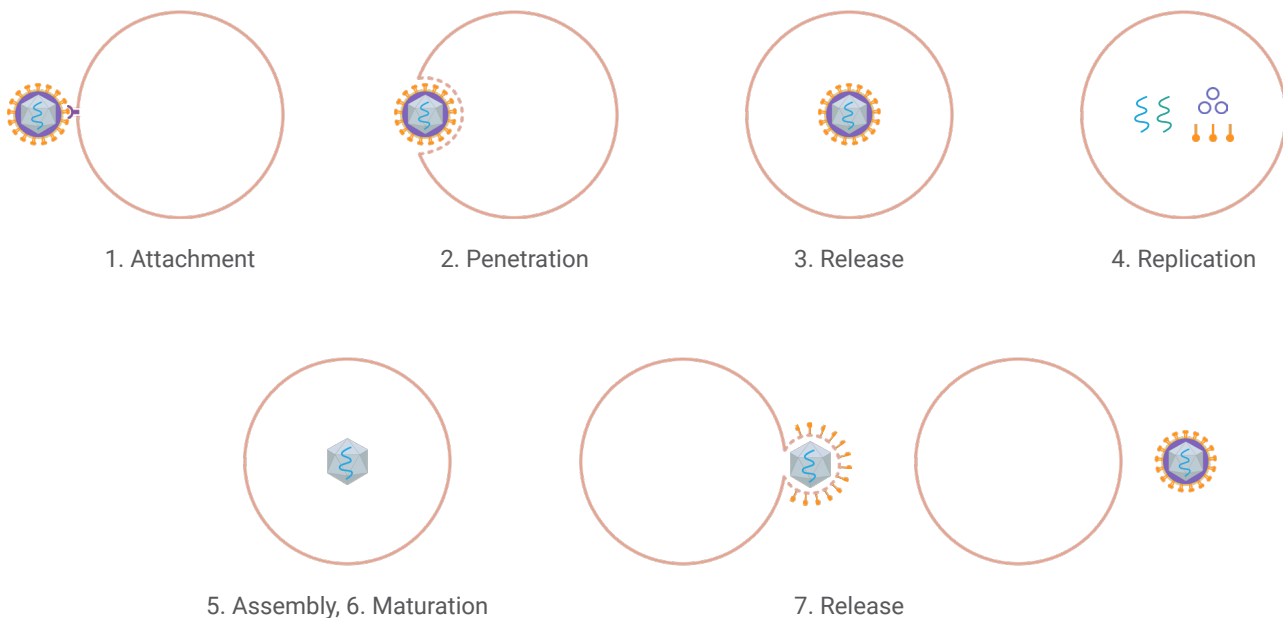 1. Attachment
2. Penetration
3. Release
4. Replication
5. Assembly, 6. Maturation
7. Release